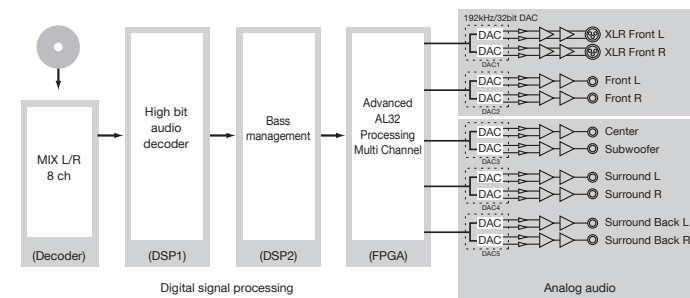 MIX L/R
8 ch
(Decoder)
High bit
audio
decoder
(DSP1)
Bass
management
(DSP2)
Advanced
AL32
Processing
Multi Channel
(FPGA)
Digital signal processing
192kHz/32bit DAC
DAC
XLR Front L
DAC
XLR Front R
DAC1
DAC
Front L
DAC
Front R
DAC2
DAC
Center
DAC
Subwoofer
DAC3
DAC
Surround L
DAC
Surround R
DAC4
DAC
Surround Back L
DAC
Surround Back R
DAC5
Analog audio